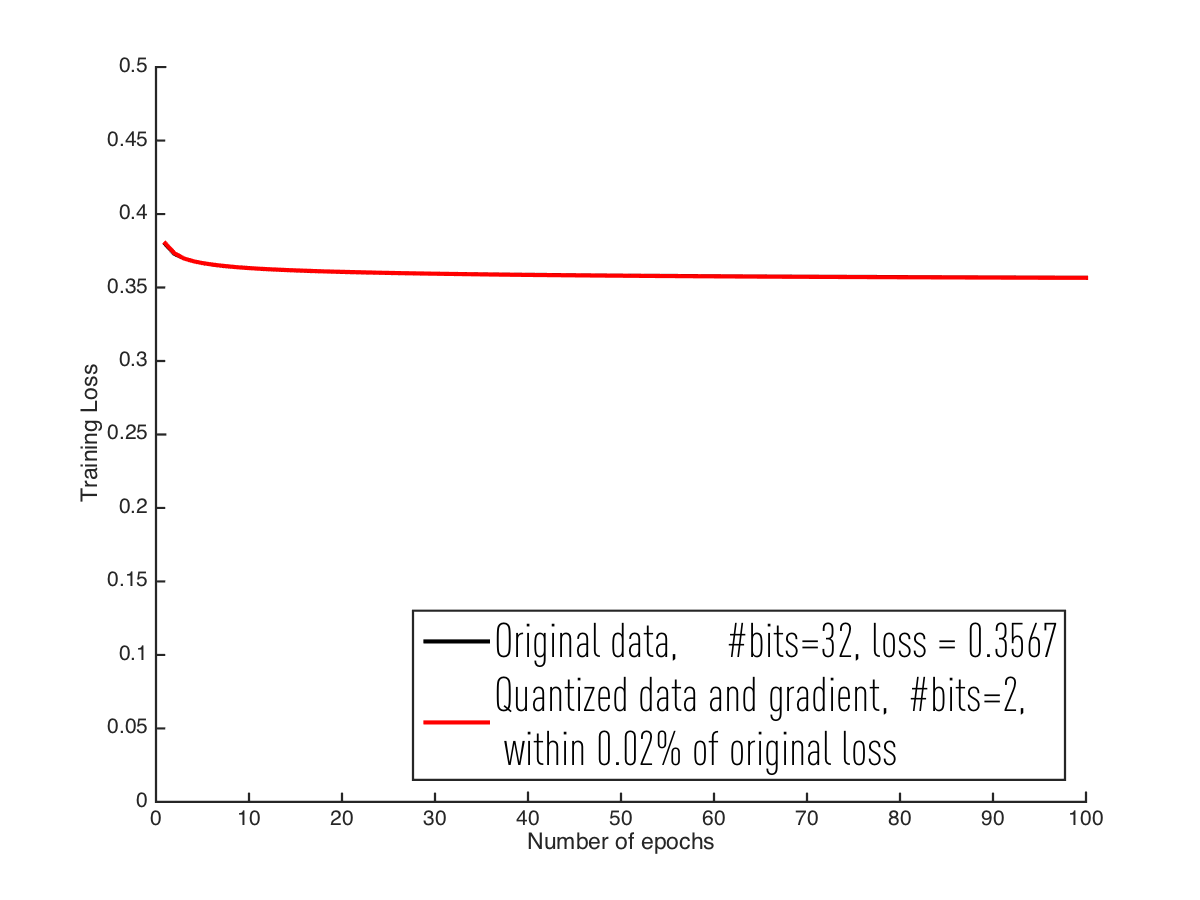 0.5
0.45
0.4
0.35
0.3
0.25
0.2
0.15
0.1
0.05
0
Training Loss
Original data, #bits=32, loss = 0.3567
Quantized data and gradient, #bits=2,
within 0.02% of original loss
0 10 20 30 40 50 60 70 80 90 100
Number of epochs